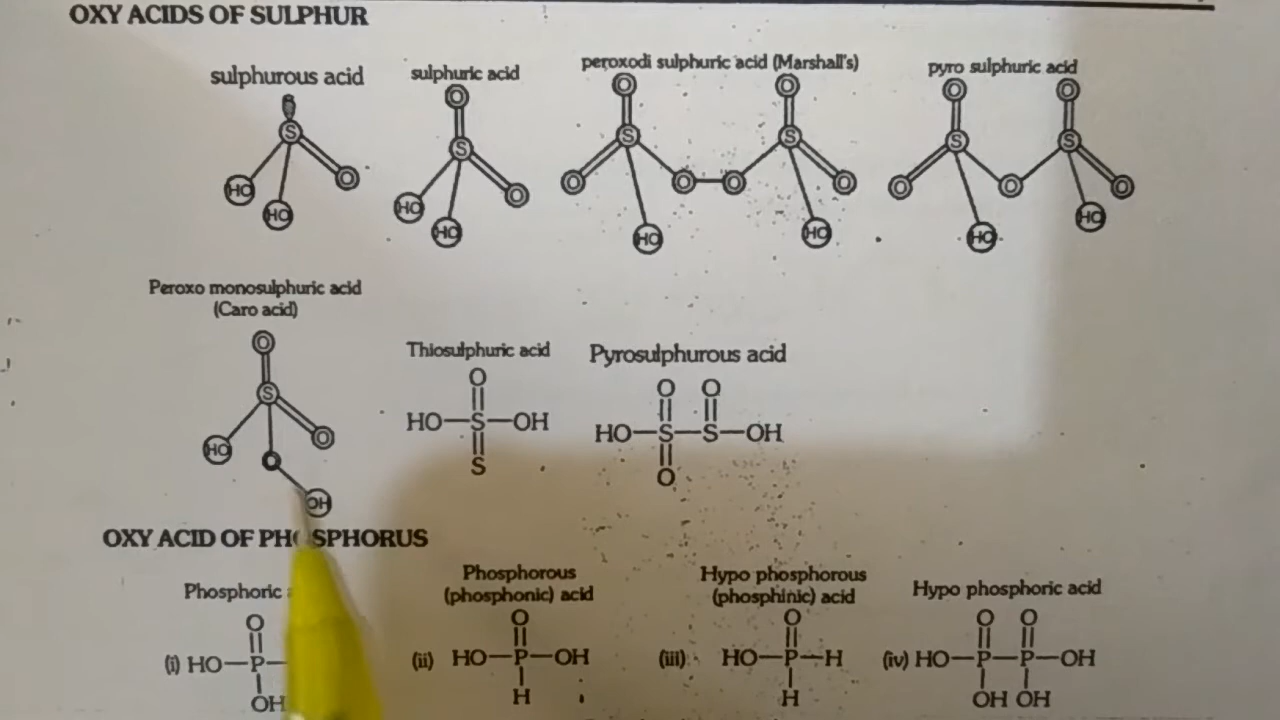 OXY ACIDS OF SULPHUR
sulphurous acid
sulphuric acid
peroxodi sulphuric acid (Marshall's)
pyro sulphuric acid
S
HO
HO
O
O
S
HO
HO
O
O
O
S
S
O
O
O
O
HO
HO
O
O
S
S
O
O
O
HO
HO
Peroxo monosulphuric acid
(Caro acid)
O
S
HO
O
O
OH
Thiosulphuric acid
O
HO—S—OH
S
Pyrosulphurous acid
O O
HO—S—S—OH
O
OXY ACID OF PHOSPHORUS
Phosphoric
O
(i) HO—P—
OH
Phosphorous
(phosphonic) acid
O
(ii) HO—P—OH
H
Hypo phosphorous
(phosphinic) acid
O
(iii) HO—P—H
H
Hypo phosphoric acid
O O
(iv) HO—P—P—OH
OH OH